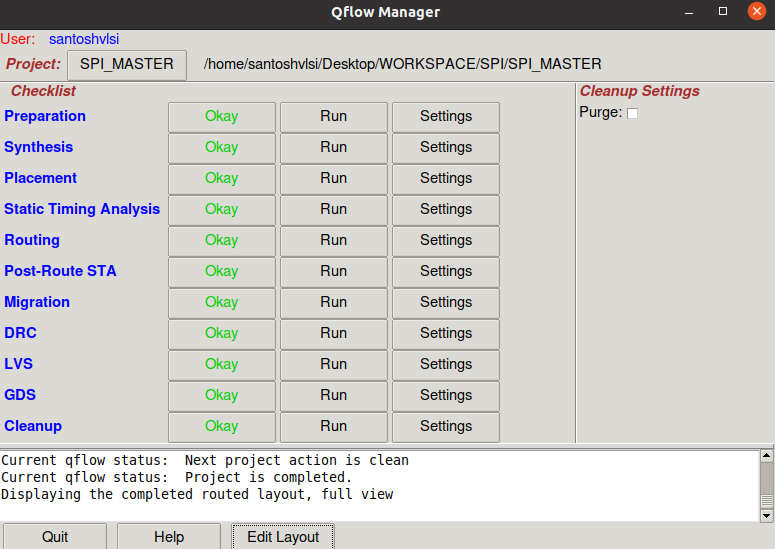 Qflow Manager
User: santoshvlsi
Project: SPI_MASTER /home/santoshvlsi/Desktop/WORKSPACE/SPI/SPI_MASTER
Checklist
Cleanup Settings
Preparation Okay Run Settings
Purge:
Synthesis Okay Run Settings
Placement Okay Run Settings
Static Timing Analysis Okay Run Settings
Routing Okay Run Settings
Post-Route STA Okay Run Settings
Migration Okay Run Settings
DRC Okay Run Settings
LVS Okay Run Settings
GDS Okay Run Settings
Cleanup Okay Run Settings
Current qflow status:  Next project action is clean
Current qflow status:  Project is completed.
Displaying the completed routed layout, full view
Quit Help Edit Layout